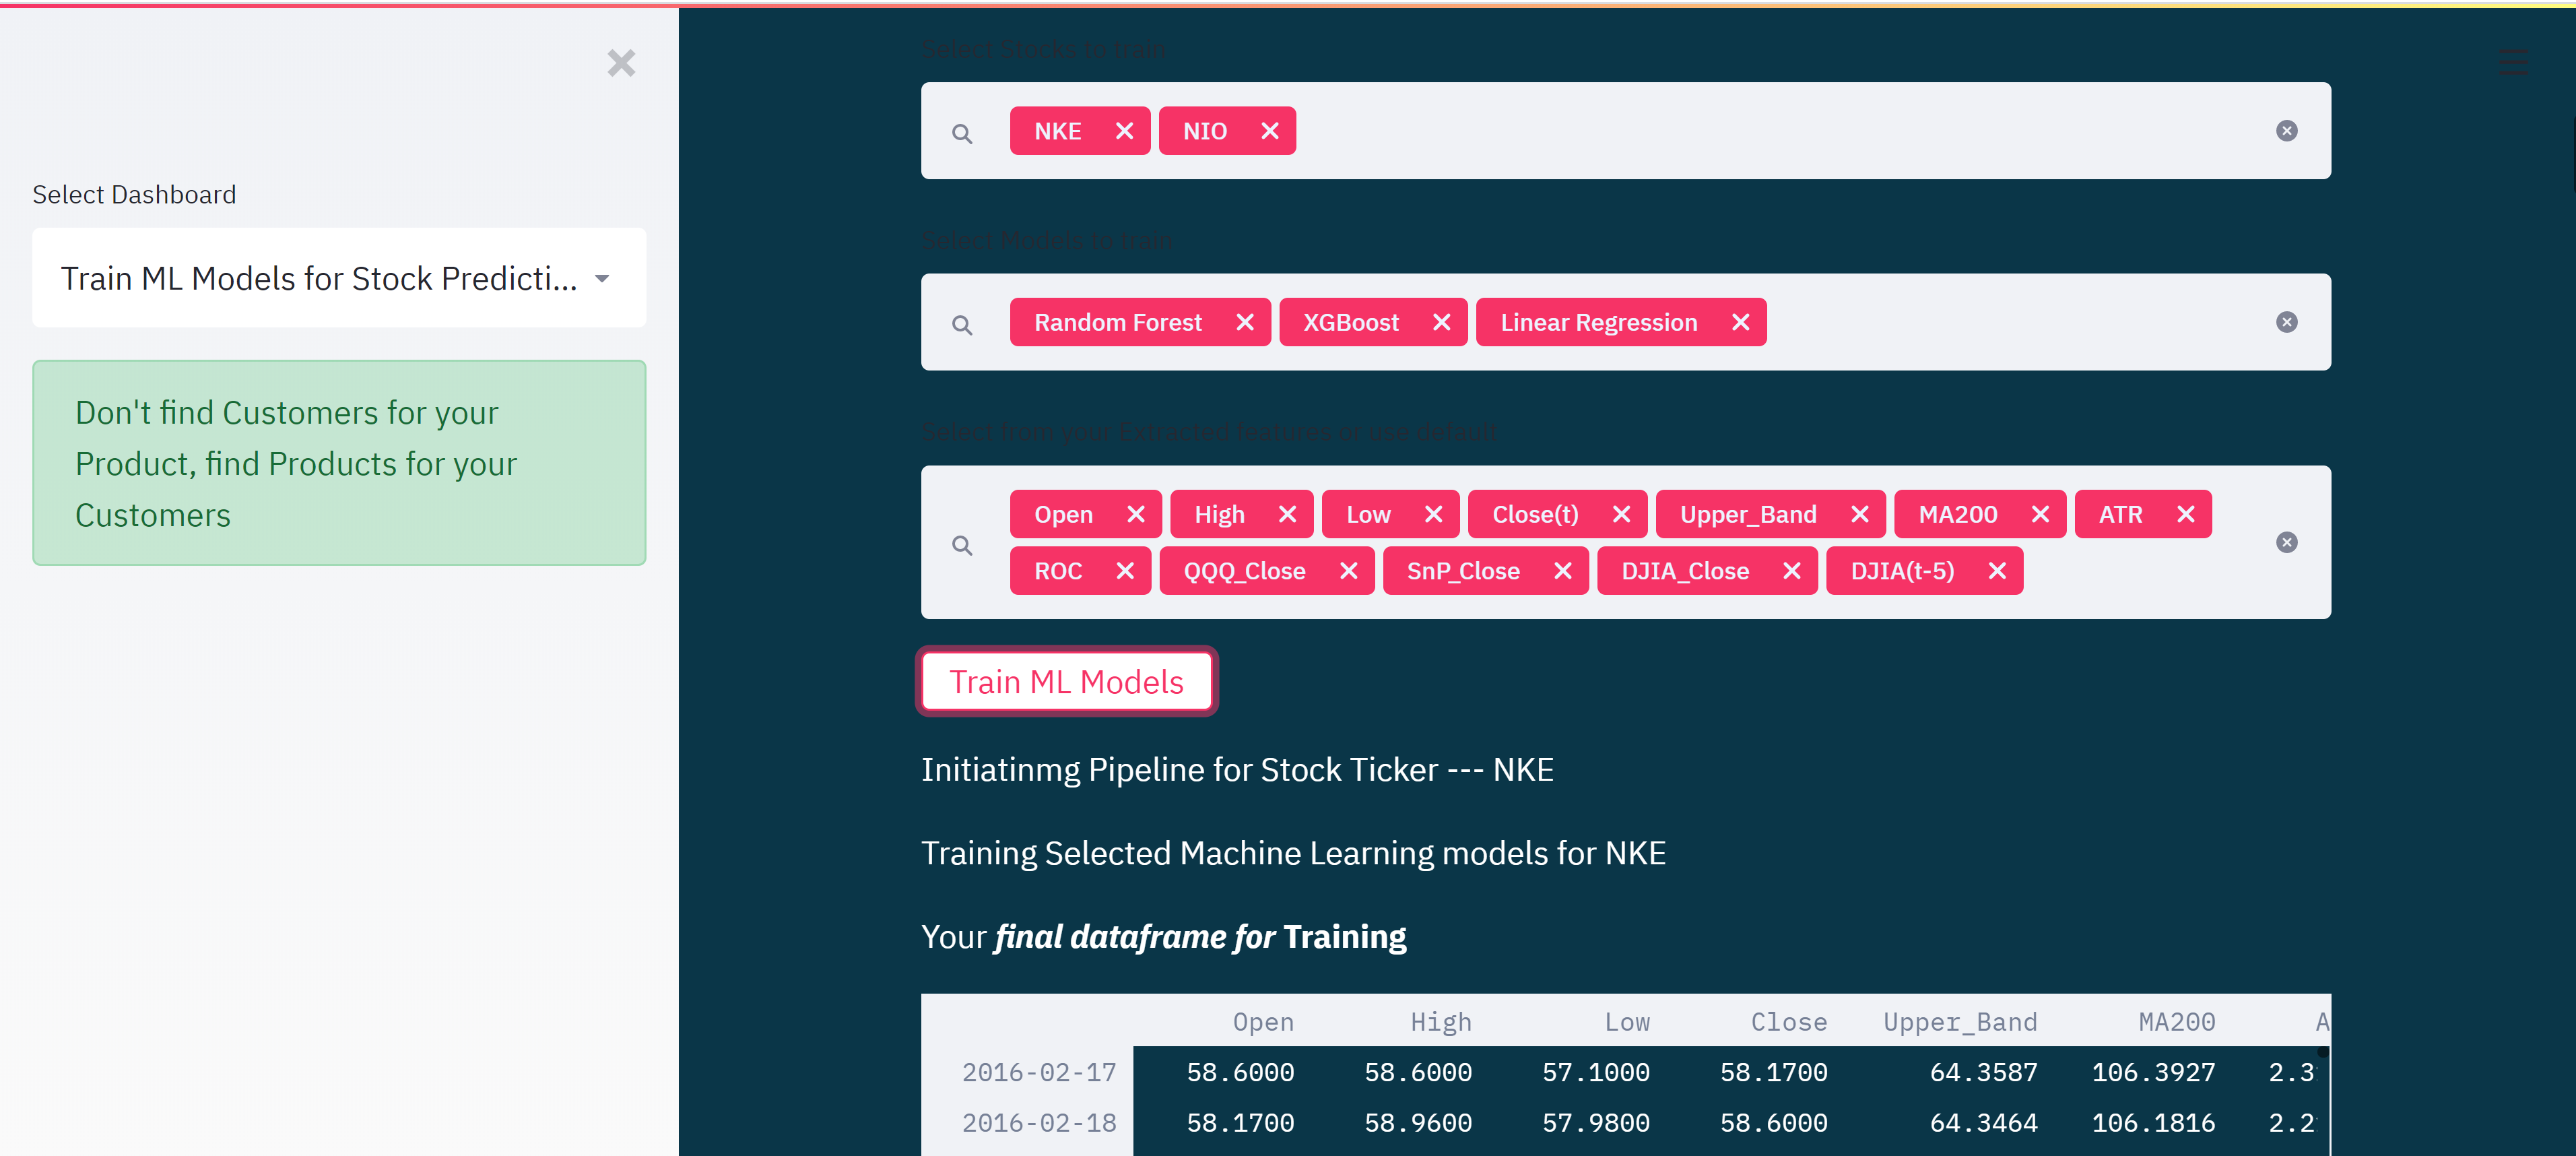 Select Dashboard
Train ML Models for Stock Predicti...
Don't find Customers for your
Product, find Products for your
Customers
Select Stocks to train
NKE NIO
Select Models to train
Random Forest XGBoost Linear Regression
Select from your Extracted features or use default
Open High Low Close(t) Upper_Band MA200 ATR
ROC QQQ_Close SnP_Close DJIA_Close DJIA(t-5)
Train ML Models
Initiatinmg Pipeline for Stock Ticker --- NKE
Training Selected Machine Learning models for NKE
Your final dataframe for Training
Open High Low Close Upper_Band MA200 A
2016-02-17 58.6000 58.6000 57.1000 58.1700 64.3587 106.3927 2.3
2016-02-18 58.1700 58.9600 57.9800 58.6000 64.3464 106.1816 2.2